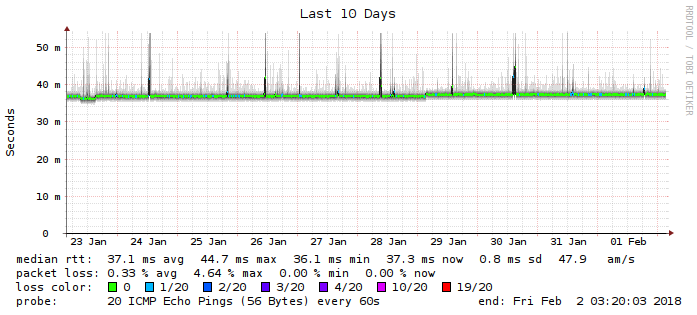 Last 10 Days
RRDTOOL / TOBI OETIKER
Seconds
50 m
40 m
30 m
20 m
10 m
0
23 Jan 24 Jan 25 Jan 26 Jan 27 Jan 28 Jan 29 Jan 30 Jan 31 Jan 01 Feb
median rtt: 37.1 ms avg 44.7 ms max 36.1 ms min 37.3 ms now 0.8 ms sd 47.9 am/s
packet loss: 0.33 % avg 4.64 % max 0.00 % min 0.00 % now
loss color: 0 1/20 2/20 3/20 4/20 10/20 19/20
probe: 20 ICMP Echo Pings (56 Bytes) every 60s end: Fri Feb 2 03:20:03 2018